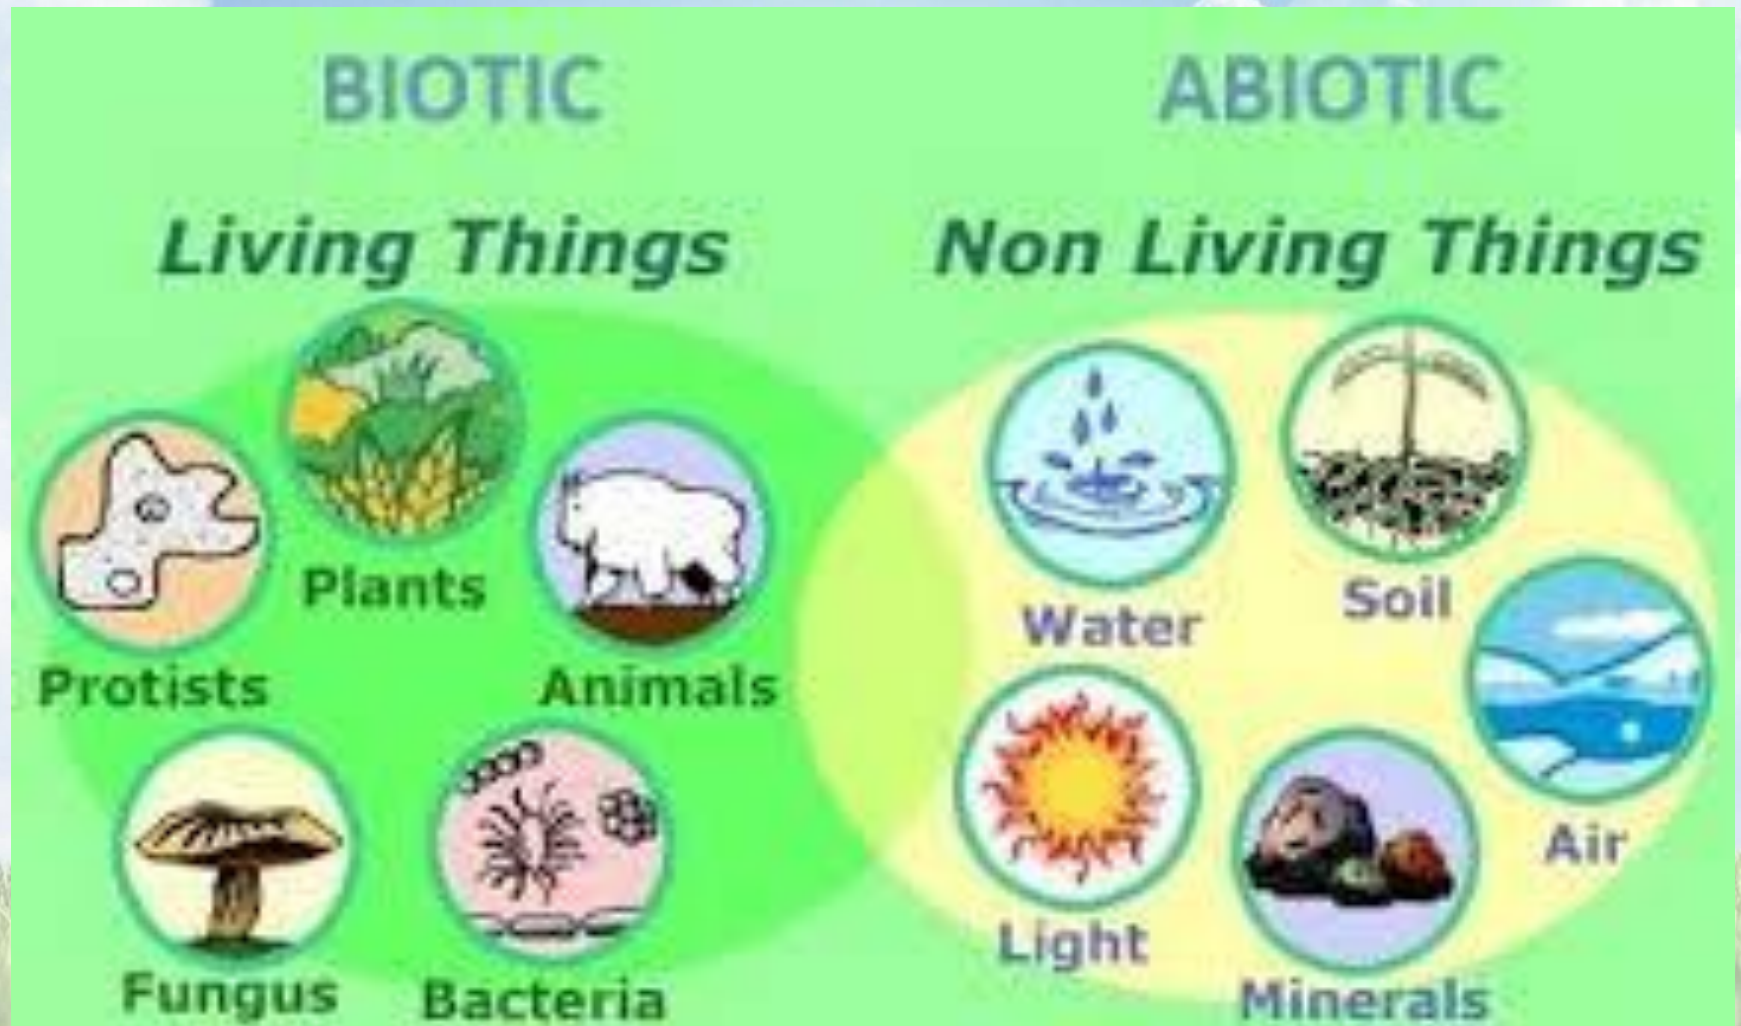 BIOTIC
Living Things
Plants
Protists
Animals
Fungus
Bacteria
ABIOTIC
Non Living Things
Water
Soil
Air
Light
Minerals